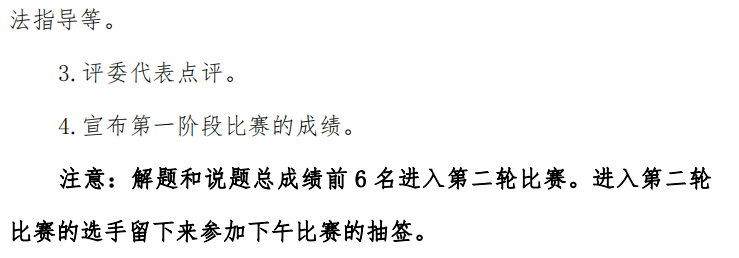 法指导等。
3.评委代表点评。
4.宣布第一阶段比赛的成绩。
注意：解题和说题总成绩前 6 名进入第二轮比赛。进入第二轮
比赛的选手留下来参加下午比赛的抽签。